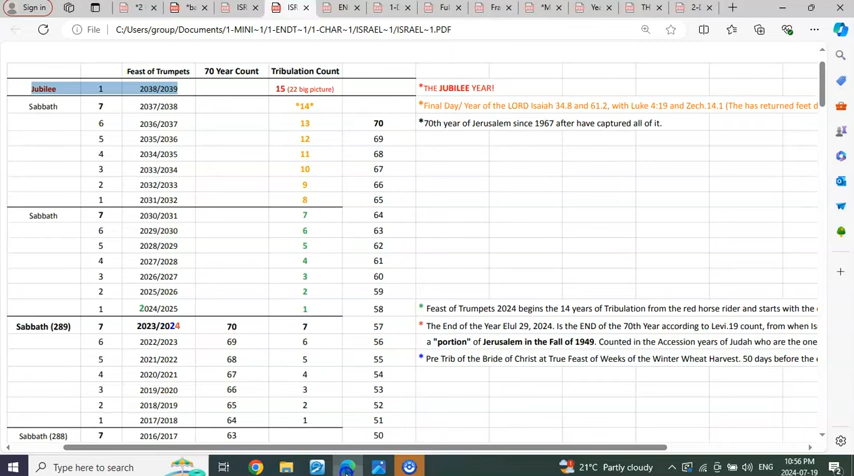 Sign in *2 *ba ISR ISR EN 1-I Ful Fra *M Yea TH 2-I
File C:/Users/group/Documents/1-MINI~1/1-ENDT~1/1-CHAR~1/ISRAEL~1/ISRAEL~1.PDF
Feast of Trumpets 70 Year Count Tribulation Count
Jubilee 1 2038/2039 15 (22 big picture) *THE JUBILEE YEAR!
Sabbath 7 2037/2038 *14* *Final Day/ Year of the LORD Isaiah 34.8 and 61.2, with Luke 4:19 and Zech.14.1 (The has returned feet d
6 2036/2037 13 70 *70th year of Jerusalem since 1967 after have captured all of it.
5 2035/2036 12 69
4 2034/2035 11 68
3 2033/2034 10 67
2 2032/2033 9 66
1 2031/2032 8 65
Sabbath 7 2030/2031 7 64
6 2029/2030 6 63
5 2028/2029 5 62
4 2027/2028 4 61
3 2026/2027 3 60
2 2025/2026 2 59
1 2024/2025 1 58 * Feast of Trumpets 2024 begins the 14 years of Tribulation from the red horse rider and starts with the
Sabbath (289) 7 2023/2024 70 7 57 * The End of the Year Elul 29, 2024. Is the END of the 70th Year according to Levi.19 count, from when Is
6 2022/2023 69 6 56 a "portion" of Jerusalem in the Fall of 1949. Counted in the Accession years of Judah who are the one
5 2021/2022 68 5 55 * Pre Trib of the Bride of Christ at True Feast of Weeks of the Winter Wheat Harvest. 50 days before the
4 2020/2021 67 4 54
3 2019/2020 66 3 53
2 2018/2019 65 2 52
1 2017/2018 64 1 51
Sabbath (288) 7 2016/2017 63 50
Type here to search 21°C Partly cloudy ENG 10:56 PM
2024-07-19